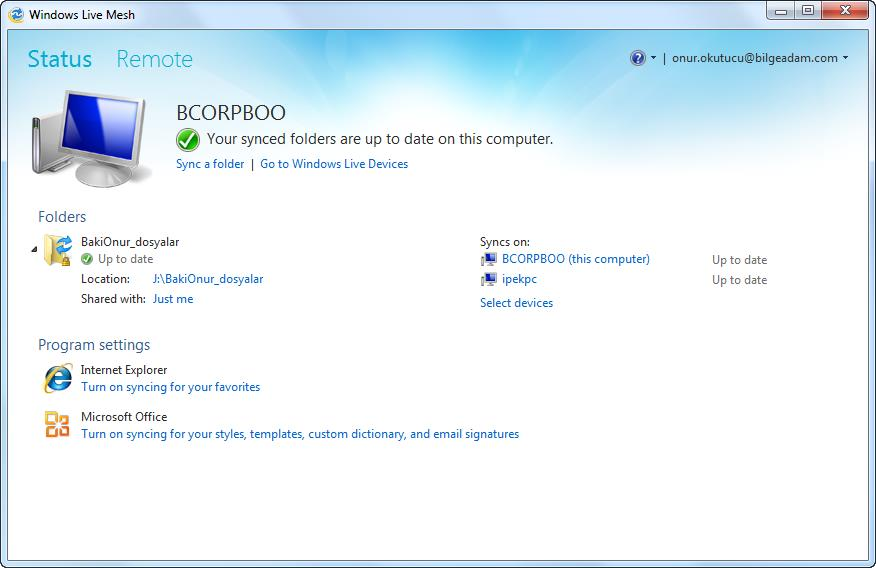 Windows Live Mesh
Status Remote
? | onur.okutucu@bilgeadam.com
BCORPBOO
Your synced folders are up to date on this computer.
Sync a folder | Go to Windows Live Devices
Folders
BakiOnur_dosyalar
Up to date
Location: J:\BakiOnur_dosyalar
Shared with: Just me
Syncs on:
BCORPBOO (this computer) Up to date
ipekpc Up to date
Select devices
Program settings
Internet Explorer
Turn on syncing for your favorites
Microsoft Office
Turn on syncing for your styles, templates, custom dictionary, and email signatures